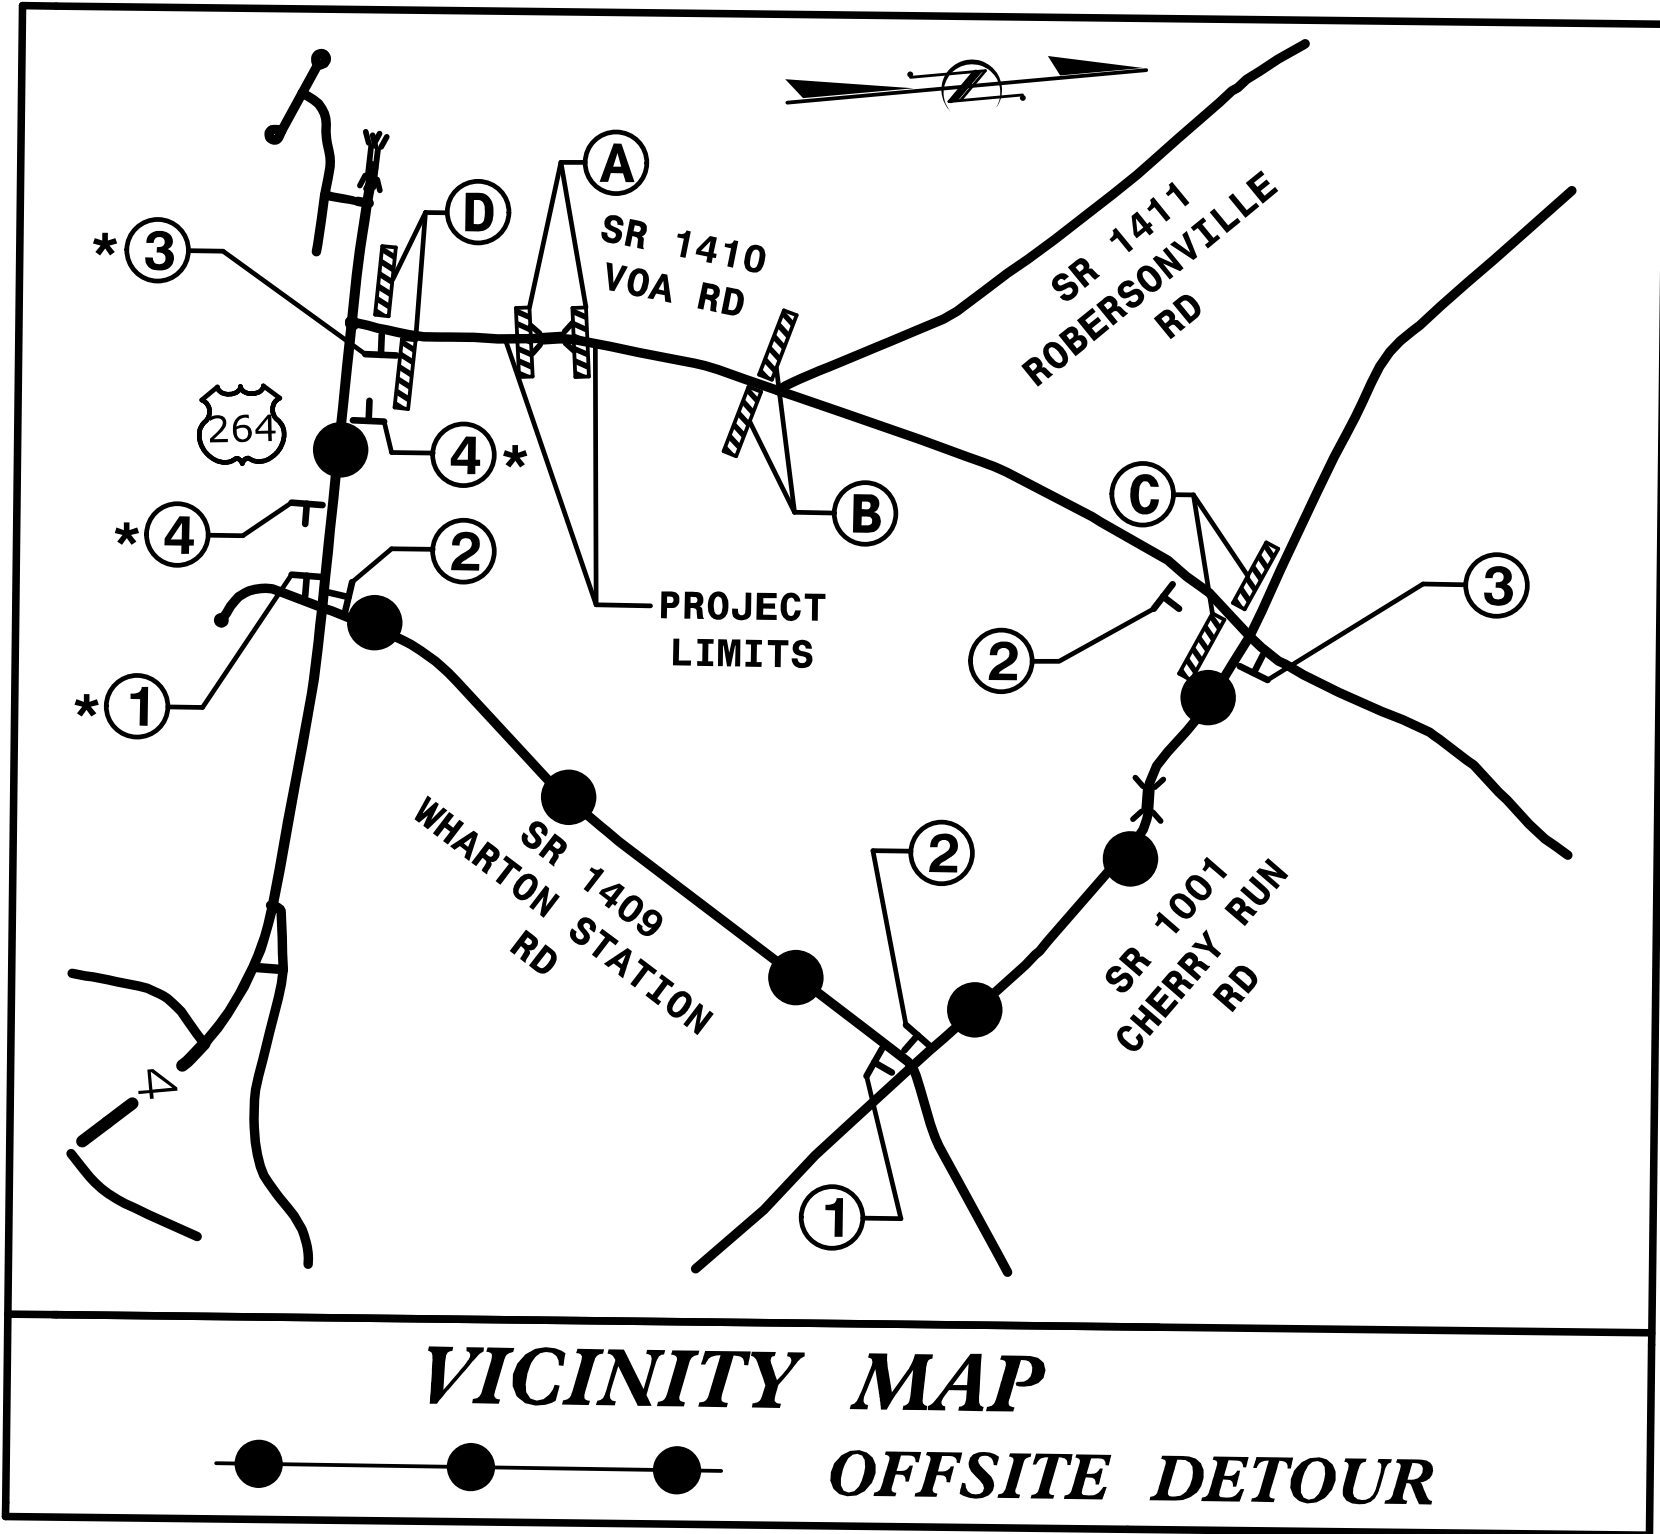 A
D
SR 1410
VOA RD
SR 1411
ROBERSONVILLE
RD
*3
264
4*
*4
2
B
C
3
PROJECT
LIMITS
2
*1
SR 1409
WHARTON STATION
RD
2
SR 1001
CHERRY RUN
RD
4
1
VICINITY MAP
OFFSITE DETOUR